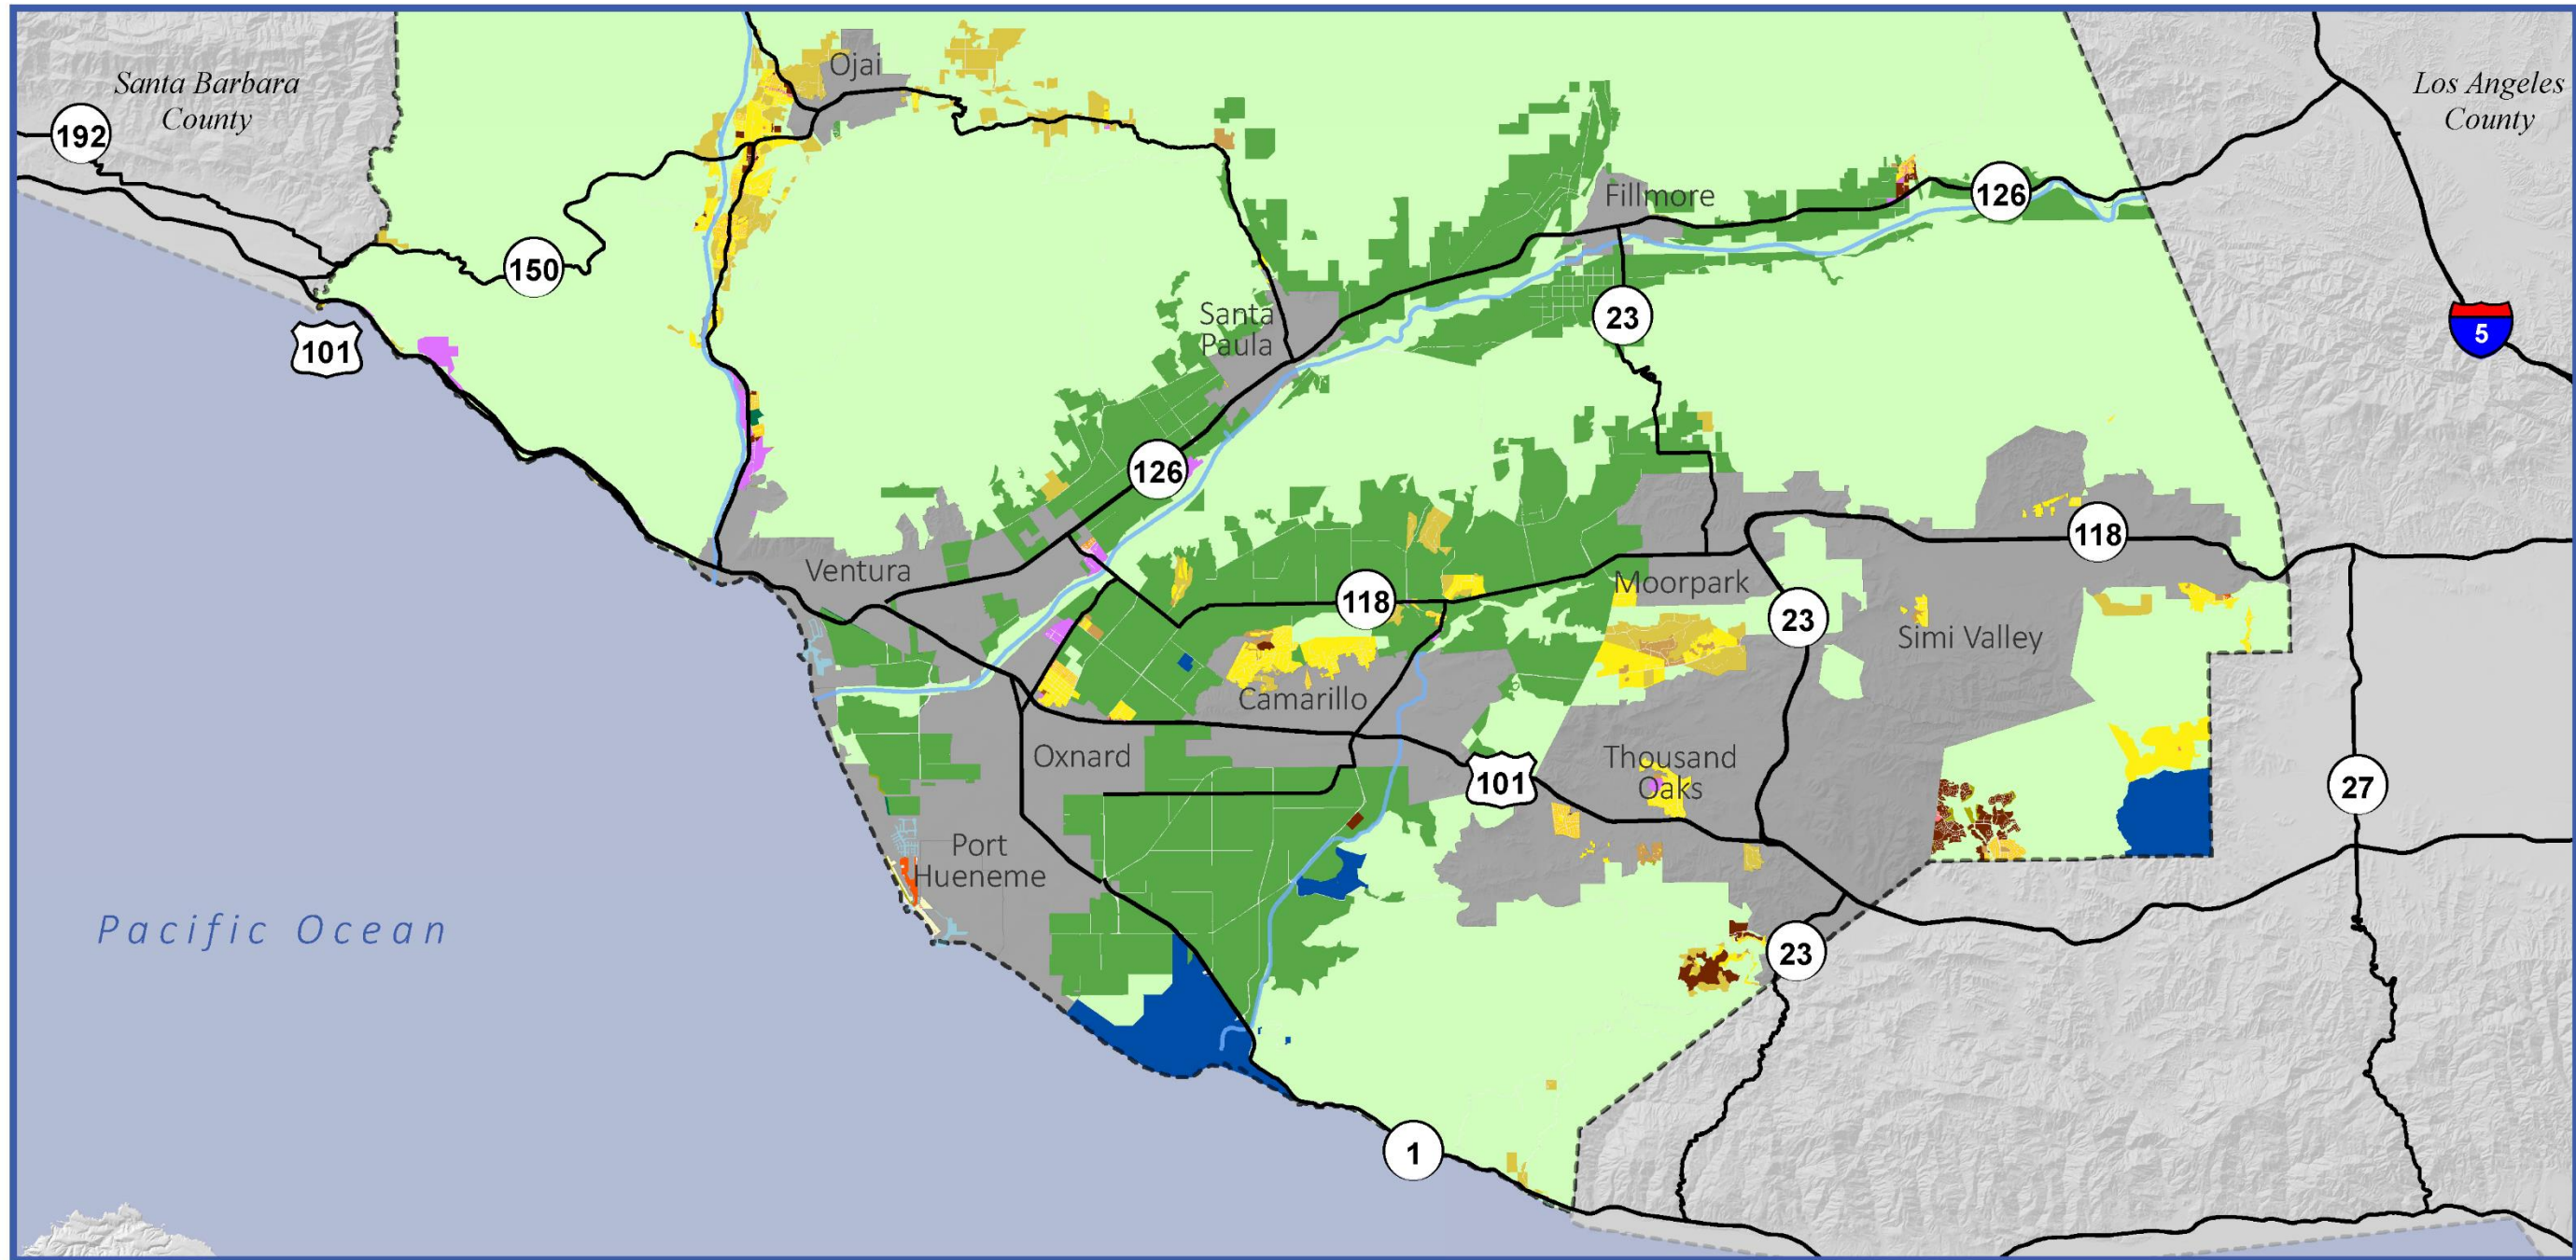 Santa Barbara
County
192
Ojai
Los Angeles
County
Fillmore
126
150
Santa
Paula
23
101
5
126
118
Ventura
118
Moorpark
23
Simi Valley
Camarillo
Oxnard
101
Thousand
Oaks
27
Port
Hueneme
Pacific Ocean
23
1